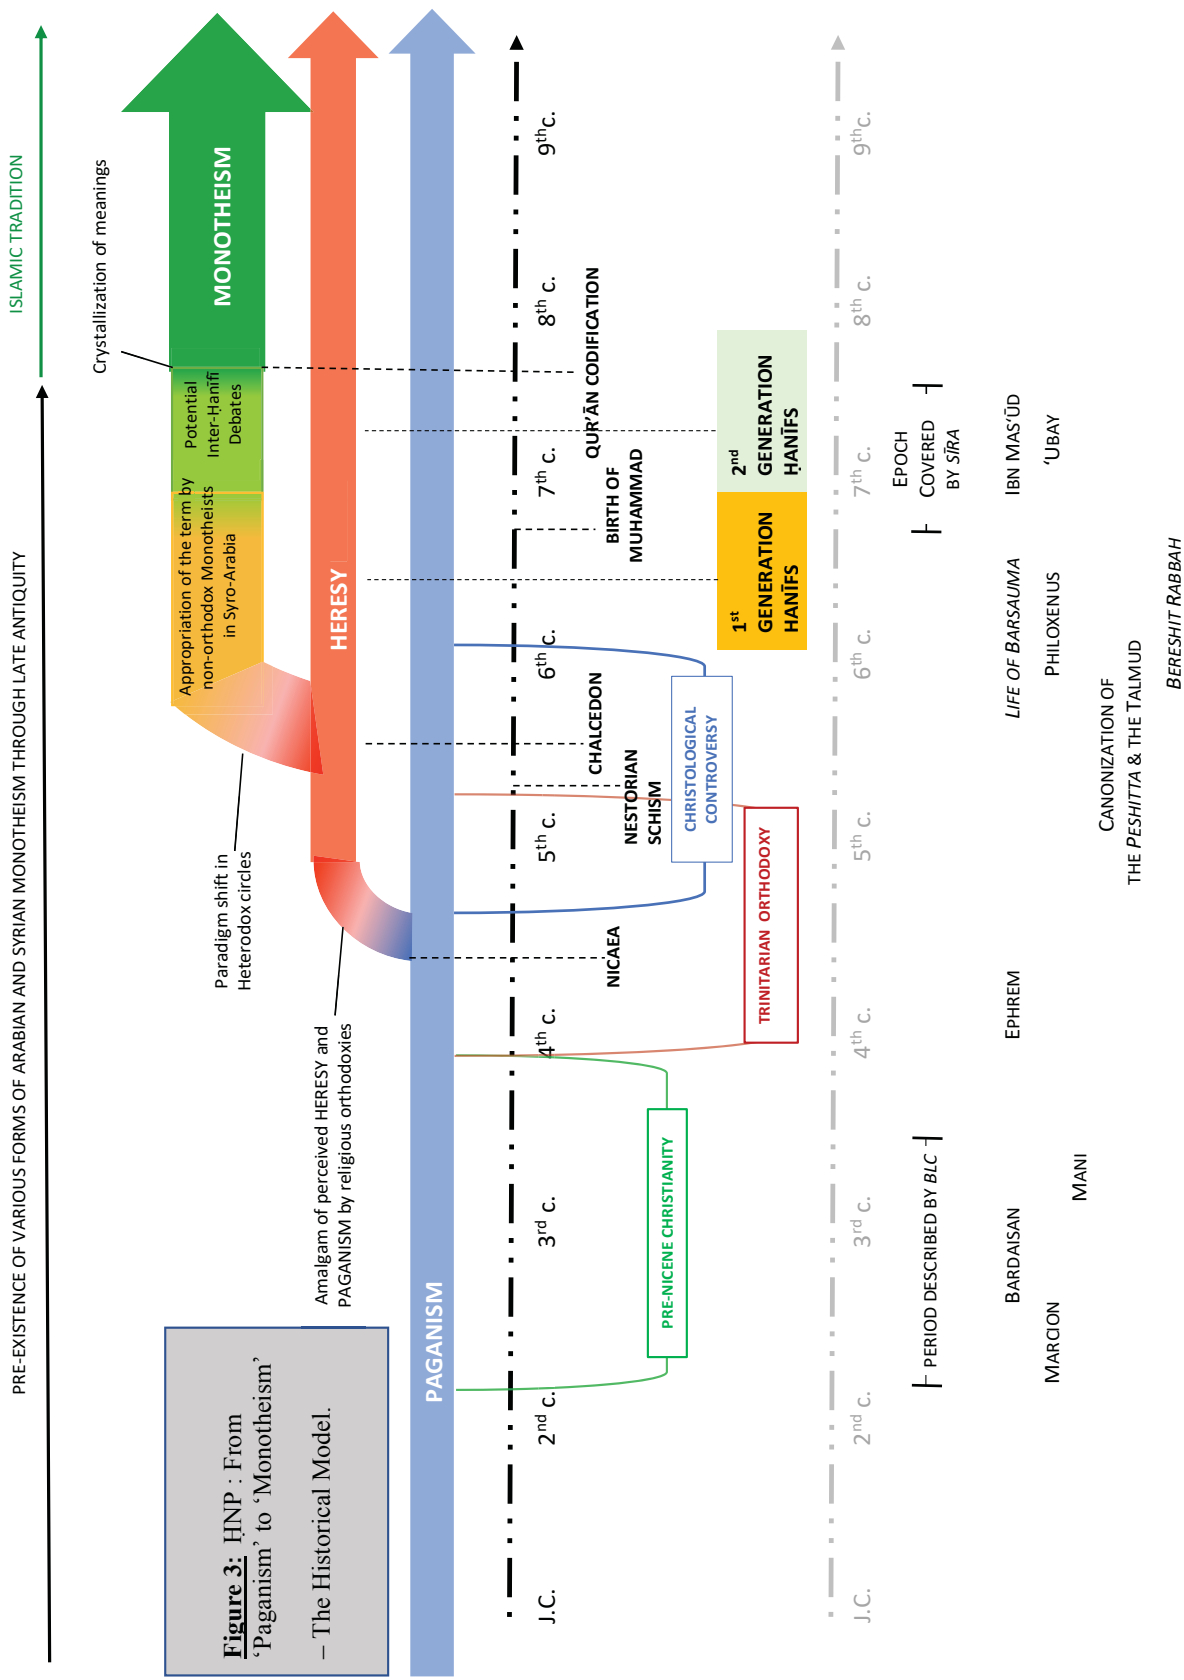 PRE-EXISTENCE OF VARIOUS FORMS OF ARABIAN AND SYRIAN MONOTHEISM THROUGH LATE ANTIQUITY
ISLAMIC TRADITION
Figure 3: ḤNP : From
‘Paganism’ to ‘Monotheism’
– The Historical Model.
Crystallization of meanings
Paradigm shift in
Heterodox circles
Appropriation of the term by
non-orthodox Monotheists
in Syro-Arabia
Potential
Inter-Ḥanīfi
Debates
MONOTHEISM
Amalgam of perceived HERESY and
PAGANISM by religious orthodoxies
HERESY
PAGANISM
J.C.
2nd c.
3rd c.
4th c.
5th c.
6th c.
7th c.
8th c.
9th c.
NICAEA
NESTORIAN
SCHISM
CHALCEDON
BIRTH OF
MUHAMMAD
QUR’ĀN CODIFICATION
PRE-NICENE CHRISTIANITY
TRINITARIAN ORTHODOXY
CHRISTOLOGICAL
CONTROVERSY
1st
GENERATION
ḤANĪFS
2nd
GENERATION
ḤANĪFS
J.C.
2nd c.
3rd c.
4th c.
5th c.
6th c.
7th c.
8th c.
9th c.
PERIOD DESCRIBED BY BLC
EPOCH
COVERED
BY SĪRA
BARDAISAN
EPHREM
LIFE OF BARSAUMA
IBN MAS‘ŪD
MARCION
MANI
PHILOXENUS
‘UBAY
CANONIZATION OF
THE PESHITTA & THE TALMUD
BERESHIT RABBAH